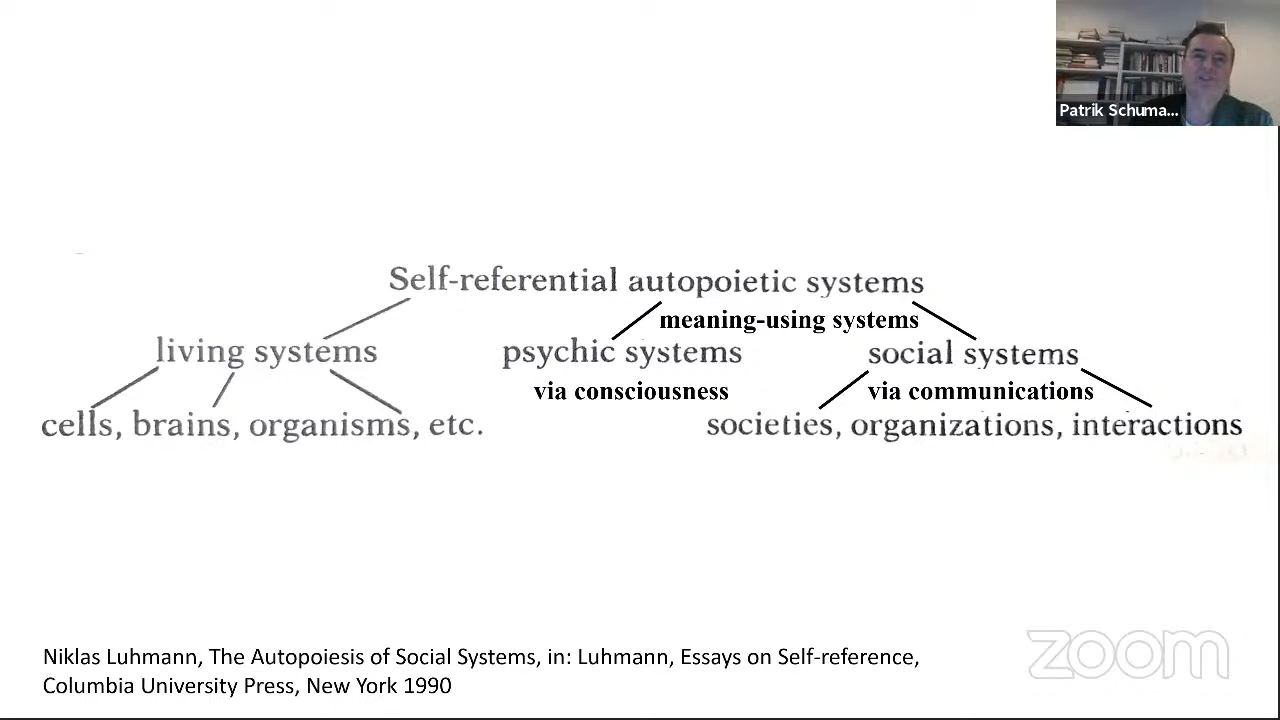 Patrik Schuma...
Self-referential autopoietic systems
meaning-using systems
living systems psychic systems social systems
via consciousness via communications
cells, brains, organisms, etc. societies, organizations, interactions
Niklas Luhmann, The Autopoiesis of Social Systems, in: Luhmann, Essays on Self-reference,
Columbia University Press, New York 1990
zoom